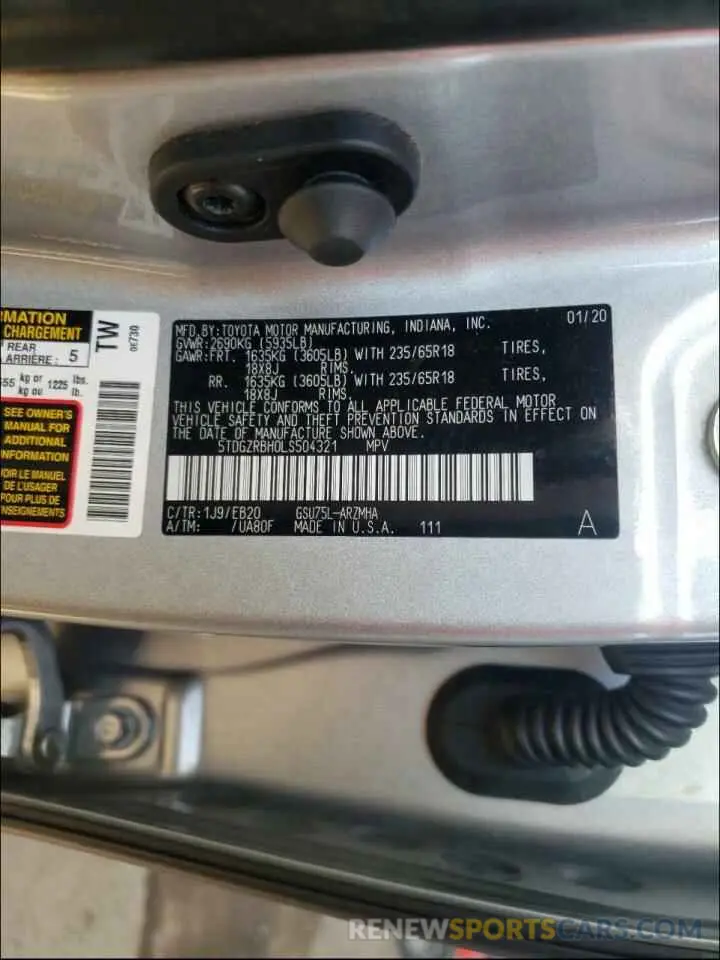 RMATION
CHARGEMENT
REAR
ARRIÈRE: 5
555 kg or 1225 lbs.
kg ou lb.
SEE OWNER'S
MANUAL FOR
ADDITIONAL
INFORMATION
VOIR LE MANUEL
DE L'USAGER
POUR PLUS DE
RENSEIGNEMENTS
TW
0E730
MFD.BY:TOYOTA MOTOR MANUFACTURING, INDIANA, INC. 01/20
GVWR:2690KG (5935LB)
GAWR:FRT. 1635KG (3605LB) WITH 235/65R18 TIRES,
18X8J RIMS.
RR. 1635KG (3605LB) WITH 235/65R18 TIRES,
18X8J RIMS.
THIS VEHICLE CONFORMS TO ALL APPLICABLE FEDERAL MOTOR
VEHICLE SAFETY AND THEFT PREVENTION STANDARDS IN EFFECT ON
THE DATE OF MANUFACTURE SHOWN ABOVE.
5TDGZRBH0LS504321 MPV
C/TR:1J9/EB20 GSU75L-ARZMHA
A/TM: /UA80F MADE IN U.S.A. 111 A
RENEWSPORTSCARS.COM